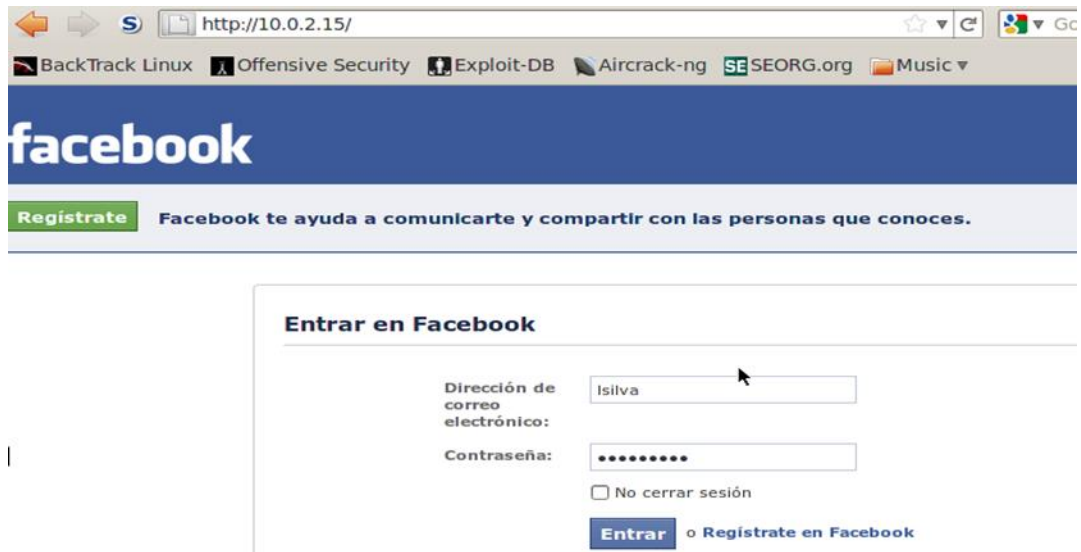 http://10.0.2.15/
Go
BackTrack Linux Offensive Security Exploit-DB Aircrack-ng SE SEORG.org Music
facebook
Regístrate Facebook te ayuda a comunicarte y compartir con las personas que conoces.
Entrar en Facebook
Dirección de
correo
electrónico:
lsilva
Contraseña: •••••••••
No cerrar sesión
Entrar o Regístrate en Facebook